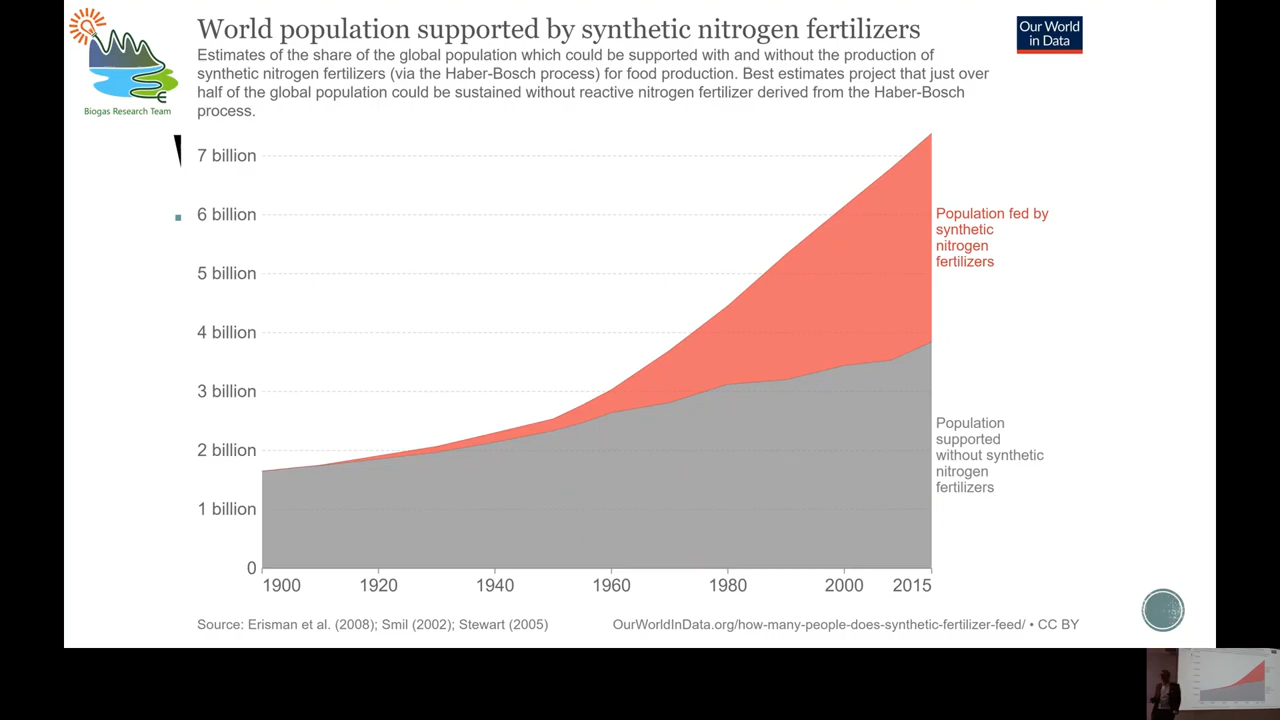 World population supported by synthetic nitrogen fertilizers
Our World
in Data
Estimates of the share of the global population which could be supported with and without the production of
synthetic nitrogen fertilizers (via the Haber-Bosch process) for food production. Best estimates project that just over
half of the global population could be sustained without reactive nitrogen fertilizer derived from the Haber-Bosch
process.
Biogas Research Team
7 billion
6 billion
5 billion
4 billion
3 billion
2 billion
1 billion
0
Population fed by
synthetic
nitrogen
fertilizers
Population
supported
without synthetic
nitrogen
fertilizers
1900 1920 1940 1960 1980 2000 2015
Source: Erisman et al. (2008); Smil (2002); Stewart (2005)
OurWorldInData.org/how-many-people-does-synthetic-fertilizer-feed/ • CC BY